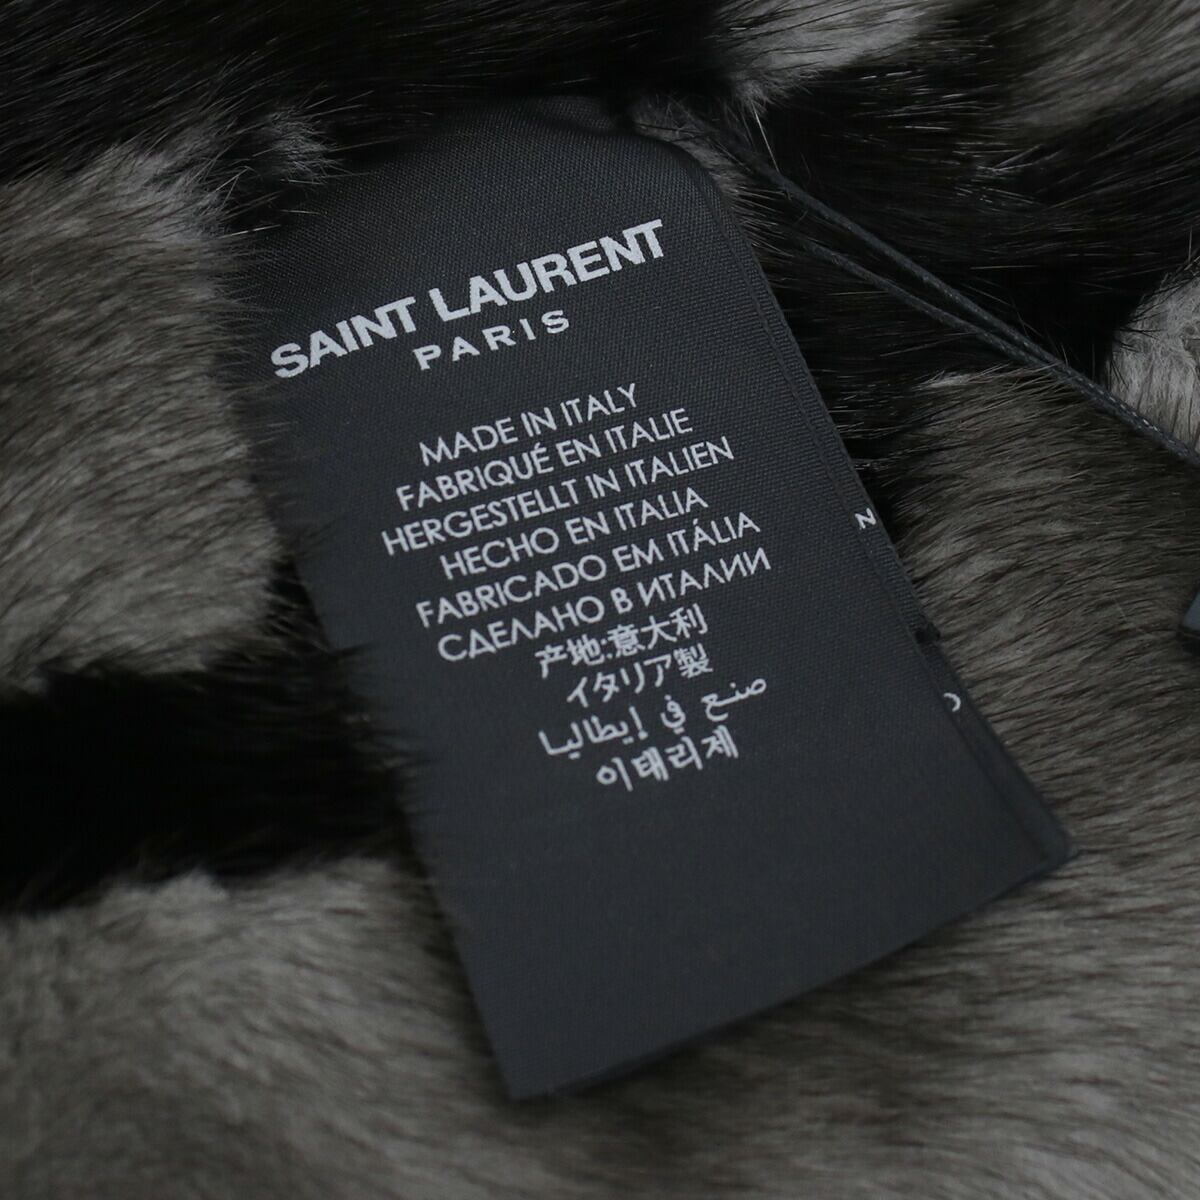 SAINT LAURENT
PARIS
MADE IN ITALY
FABRIQUÉ EN ITALIE
HERGESTELLT IN ITALIEN
HECHO EN ITALIA
FABRICADO EM ITÁLIA
СДЕЛАНО В ИТАЛИИ
产地:意大利
イタリア製
صنع في إيطاليا
이태리제